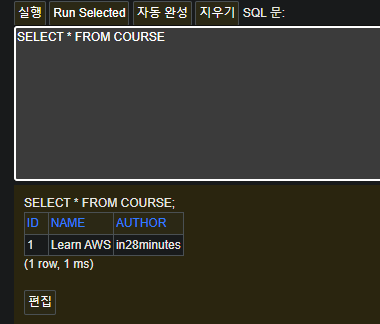 실행 Run Selected 자동 완성 지우기 SQL 문:
SELECT * FROM COURSE
SELECT * FROM COURSE;
ID NAME AUTHOR
1 Learn AWS in28minutes
(1 row, 1 ms)
편집